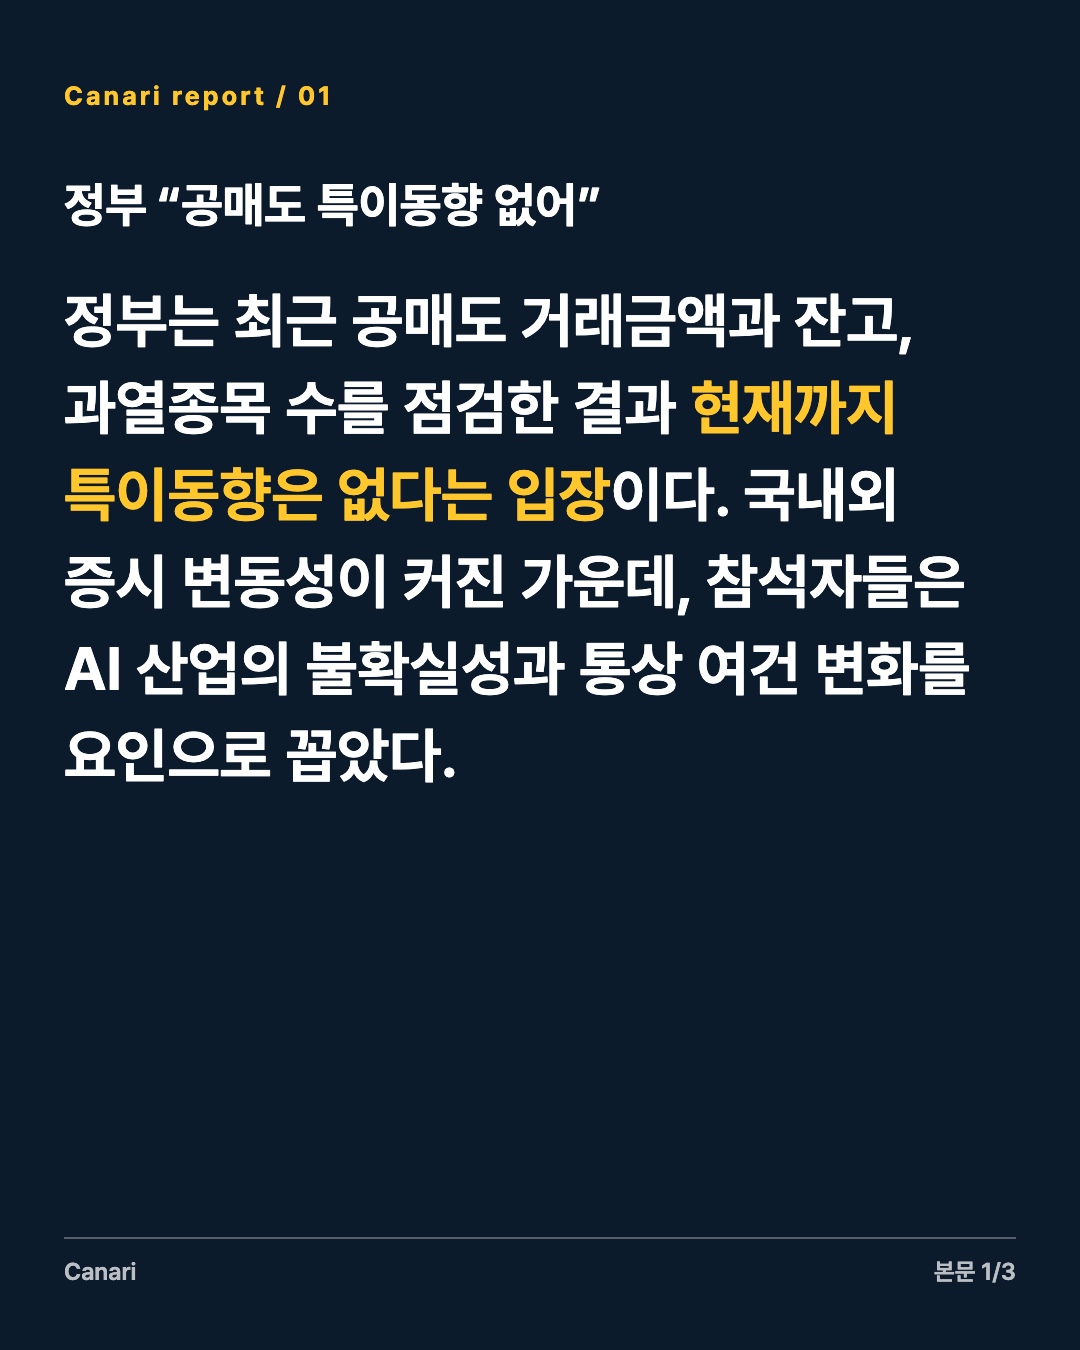 Canari report / 01
정부 “공매도 특이동향 없어”
정부는 최근 공매도 거래금액과 잔고,
과열종목 수를 점검한 결과 현재까지
특이동향은 없다는 입장이다. 국내외
증시 변동성이 커진 가운데, 참석자들은
AI 산업의 불확실성과 통상 여건 변화를
요인으로 꼽았다.
Canari
본문 1/3